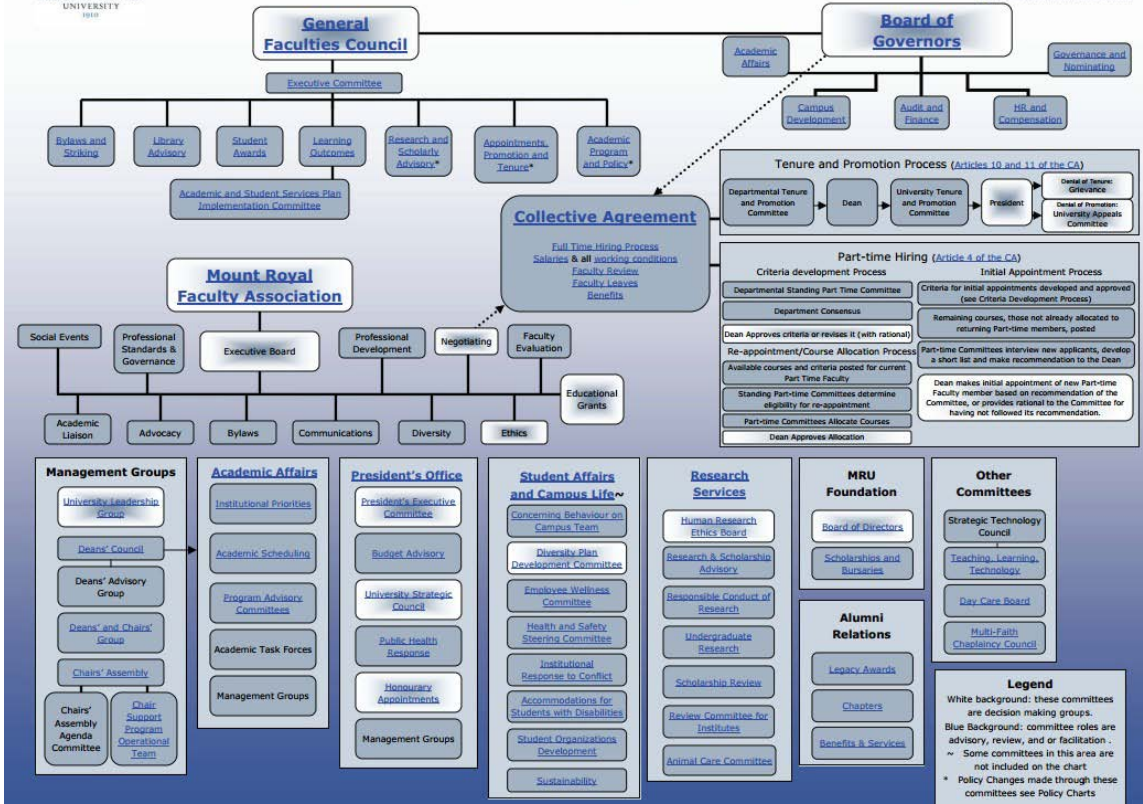 UNIVERSITY
1910
General
Faculties Council
Board of
Governors
Executive Committee
Academic
Affairs
Governance and
Nominating
Campus
Development
Audit and
Finance
HR and
Compensation
Bylaws and
Striking
Library
Advisory
Student
Awards
Learning
Outcomes
Research and
Scholarly
Advisory*
Appointments,
Promotion and
Tenure*
Academic
Program
and Policy*
Academic and Student Services Plan
Implementation Committee
Tenure and Promotion Process (Articles 10 and 11 of the CA)
Departmental Tenure
and Promotion
Committee
Dean
University Tenure
and Promotion
Committee
President
Denial of Tenure:
Grievance
Denial of Promotion:
University Appeals
Committee
Collective Agreement
Full Time Hiring Process
Salaries & all working conditions
Faculty Review
Faculty Leaves
Benefits
Part-time Hiring (Article 4 of the CA)
Criteria development Process
Departmental Standing Part Time Committee
Department Consensus
Dean Approves criteria or revises it (with rational)
Re-appointment/Course Allocation Process
Available courses and criteria posted for current
Part Time Faculty
Standing Part-time Committees determine
eligibility for re-appointment
Part-time Committees Allocate Courses
Dean Approves Allocation
Initial Appointment Process
Criteria for initial appointments developed and approved
(see Criteria Development Process)
Remaining courses, those not already allocated to
returning Part-time members, posted
Part-time Committees interview new applicants, develop
a short list and make recommendation to the Dean
Dean makes initial appointment of new Part-time
Faculty member based on recommendation of the
Committee, or provides rational to the Committee for
having not followed its recommendation.
Mount Royal
Faculty Association
Social Events
Professional
Standards &
Governance
Executive Board
Professional
Development
Negotiating
Faculty
Evaluation
Educational
Grants
Academic
Liaison
Advocacy
Bylaws
Communications
Diversity
Ethics
Management Groups
University Leadership
Group
Deans' Council
Deans' Advisory
Group
Deans' and Chairs'
Group
Chairs' Assembly
Chairs'
Assembly
Agenda
Committee
Chair
Support
Program
Operational
Team
Academic Affairs
Institutional Priorities
Academic Scheduling
Program Advisory
Committees
Academic Task Forces
Management Groups
President's Office
President's Executive
Committee
Budget Advisory
University Strategic
Council
Public Health
Response
Honourary
Appointments
Management Groups
Student Affairs
and Campus Life~
Concerning Behaviour on
Campus Team
Diversity Plan
Development Committee
Employee Wellness
Committee
Health and Safety
Steering Committee
Institutional
Response to Conflict
Accommodations for
Students with Disabilities
Student Organizations
Development
Sustainability
Research
Services
Human Research
Ethics Board
Research & Scholarship
Advisory
Responsible Conduct of
Research
Undergraduate
Research
Scholarship Review
Review Committee for
Institutes
Animal Care Committee
MRU
Foundation
Board of Directors
Scholarships and
Bursaries
Alumni
Relations
Legacy Awards
Chapters
Benefits & Services
Other
Committees
Strategic Technology
Council
Teaching, Learning,
Technology
Day Care Board
Multi-Faith
Chaplaincy Council
Legend
White background: these committees
are decision making groups.
Blue Background: committee roles are
advisory, review, and or facilitation .
~ Some committees in this area are
not included on the chart
* Policy Changes made through these
committees see Policy Charts